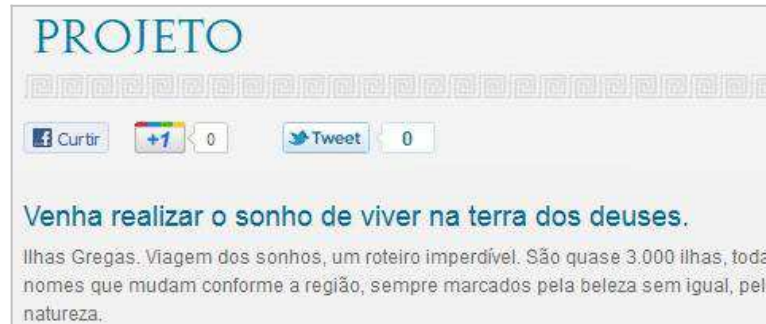 PROJETO
Curtir +1 0 Tweet 0
Venha realizar o sonho de viver na terra dos deuses.
Ilhas Gregas. Viagem dos sonhos, um roteiro imperdível. São quase 3.000 ilhas, toda
nomes que mudam conforme a região, sempre marcados pela beleza sem igual, pel
natureza.